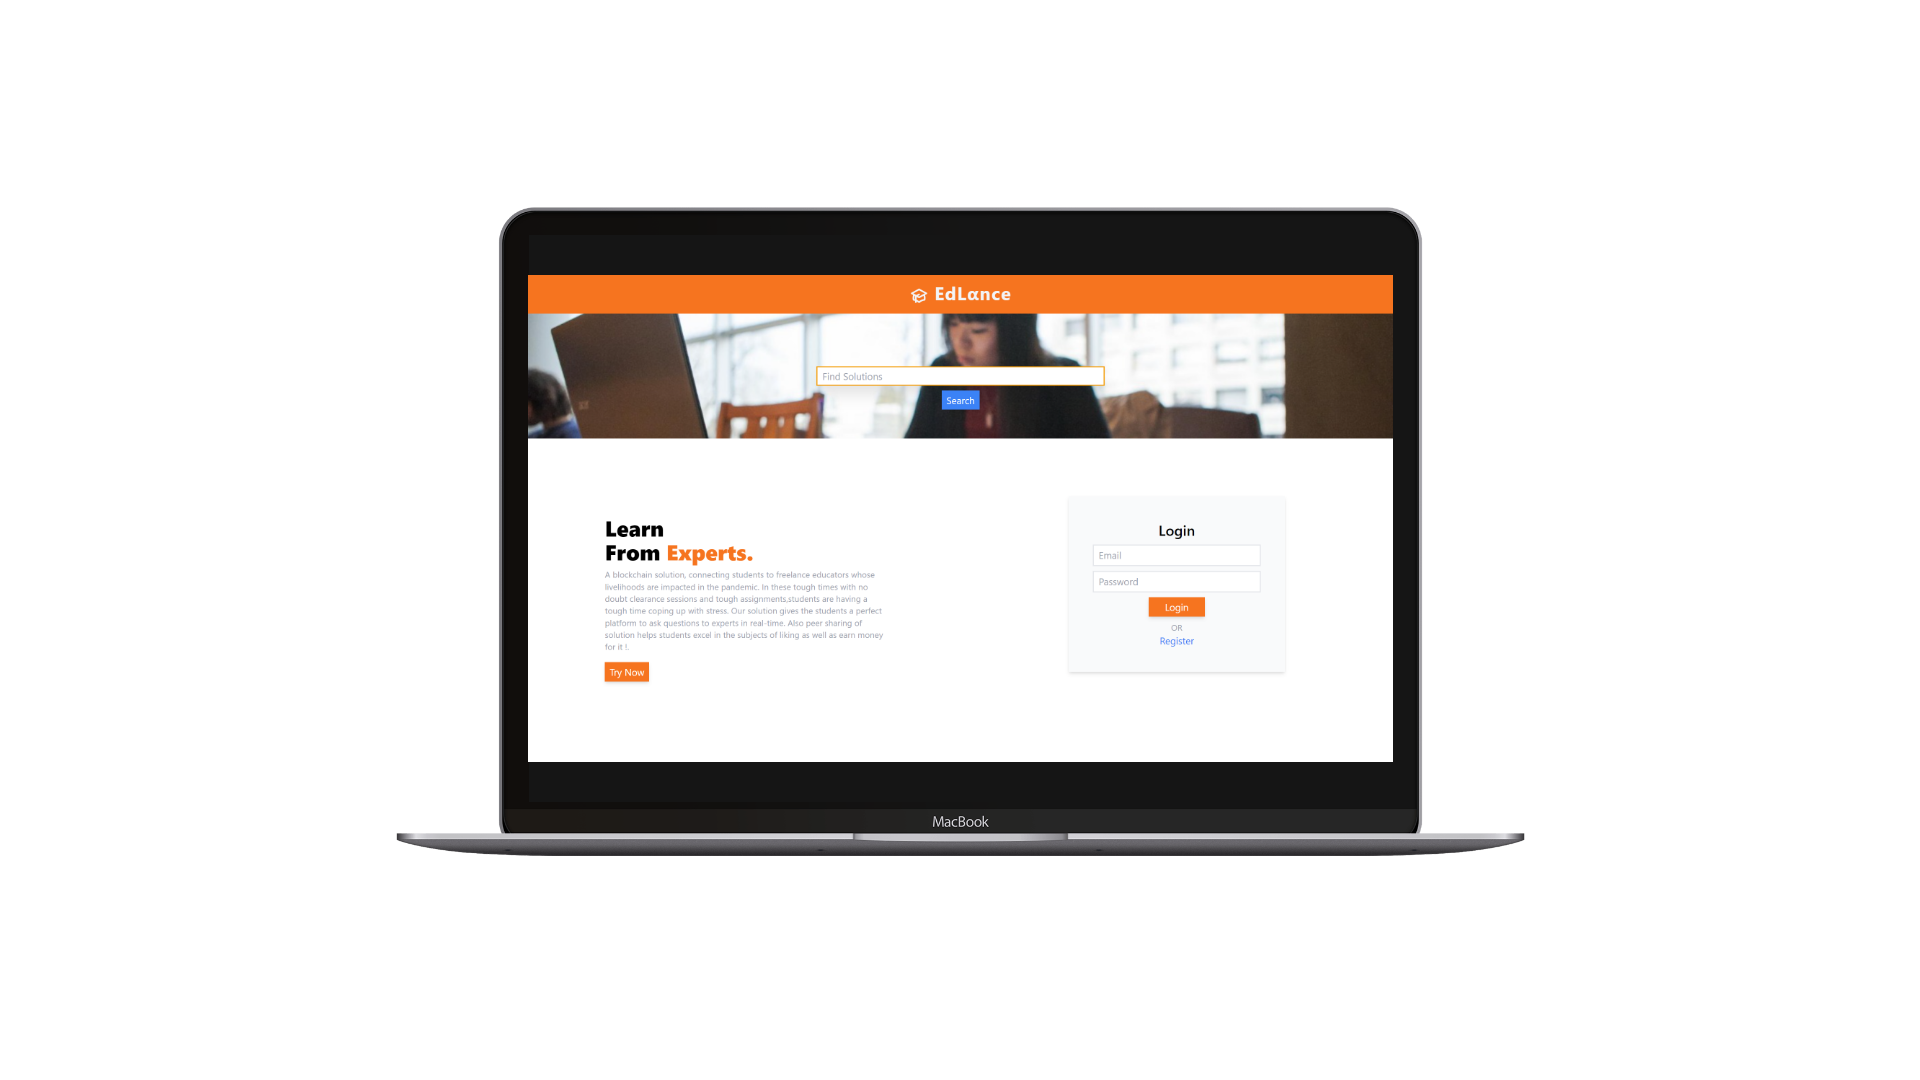 EdLance
Find Solutions
Search
Learn
From Experts.
A blockchain solution, connecting students to freelance educators whose
livelihoods are impacted in the pandemic. In these tough times with no
doubt clearance sessions and tough assignments,students are having a
tough time coping up with stress. Our solution gives the students a perfect
platform to ask questions to experts in real-time. Also peer sharing of
solution helps students excel in the subjects of liking as well as earn money
for it !.
Try Now
Login
Email
Password
Login
OR
Register
MacBook